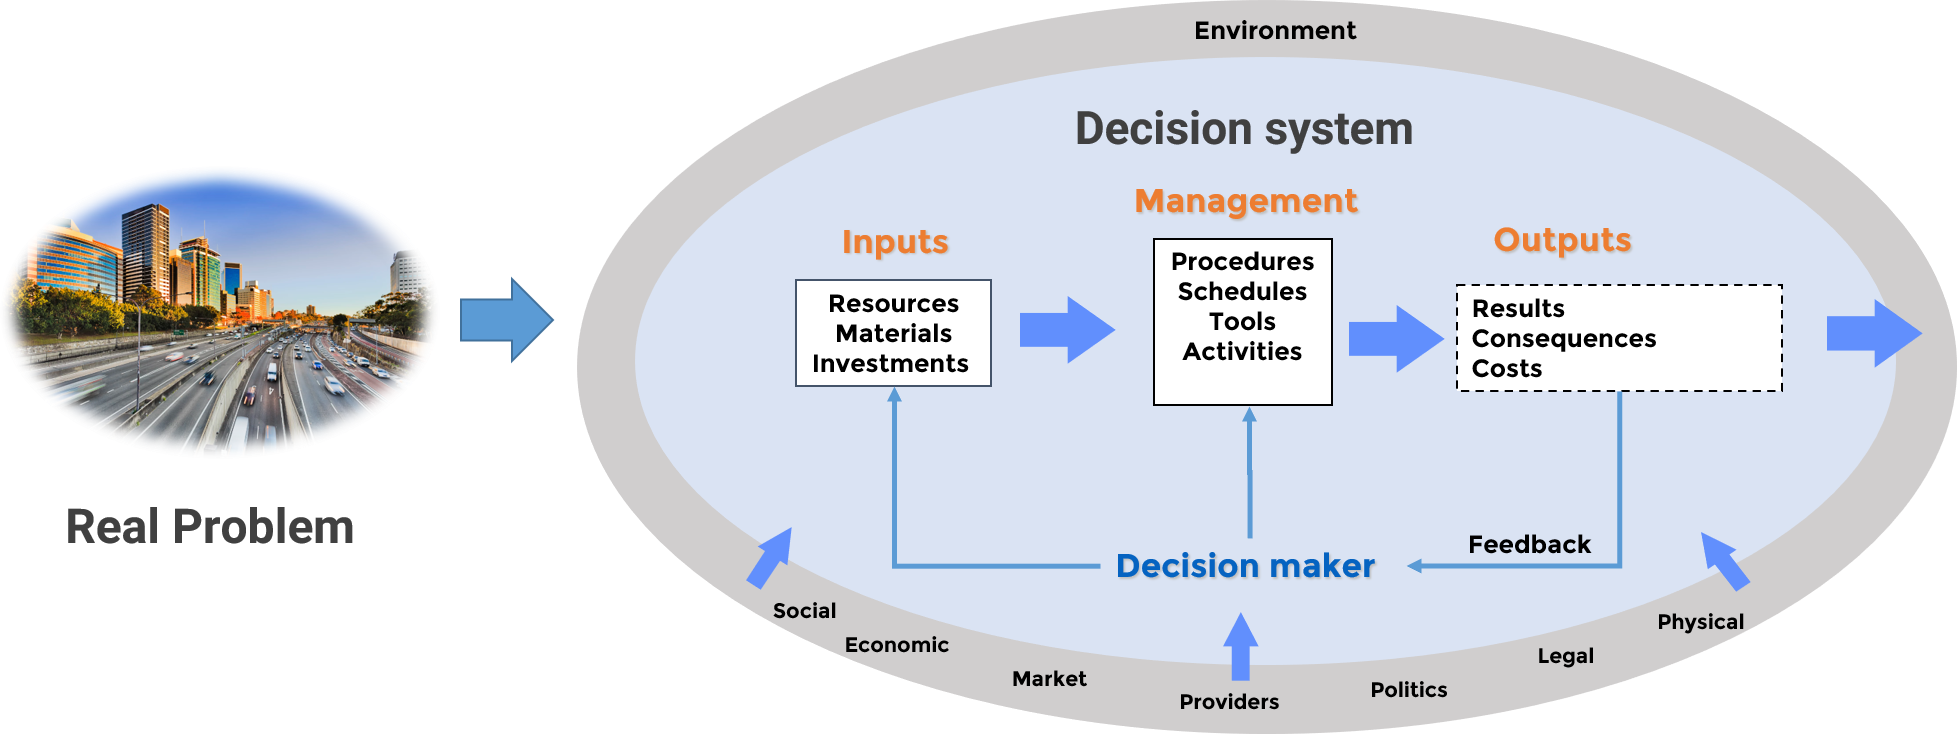 Environment
Decision system
Management
Inputs
Outputs
Procedures
Schedules
Tools
Activities
Resources
Materials
Investments
Results
Consequences
Costs
Real Problem
Feedback
Decision maker
Social
Economic
Market
Providers
Politics
Legal
Physical